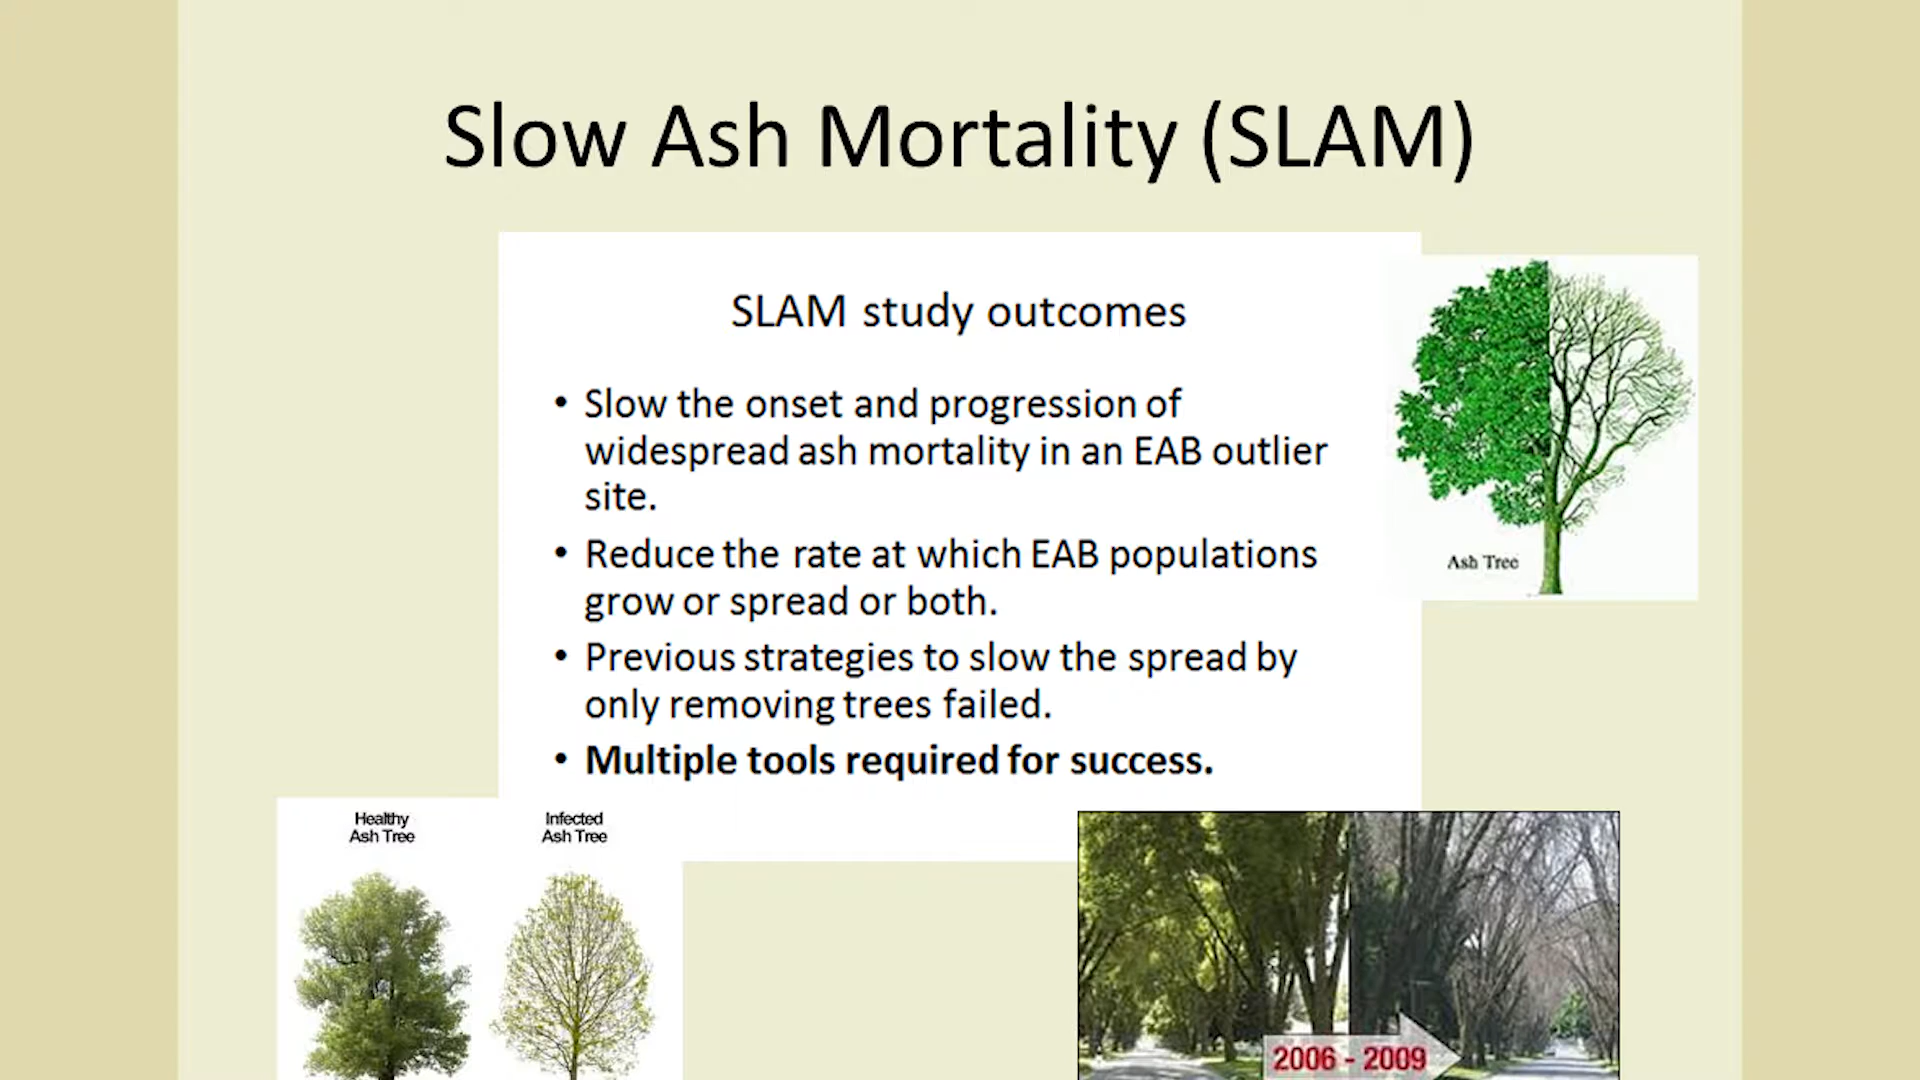 Slow Ash Mortality (SLAM)
SLAM study outcomes
• Slow the onset and progression of
widespread ash mortality in an EAB outlier
site.
• Reduce the rate at which EAB populations
grow or spread or both.
• Previous strategies to slow the spread by
only removing trees failed.
• Multiple tools required for success.
Ash Tree
Healthy
Ash Tree
Infected
Ash Tree
2006 - 2009